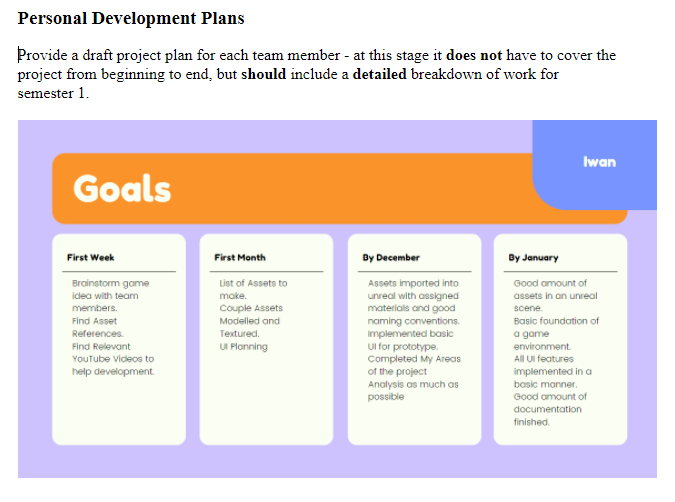 Personal Development Plans
Provide a draft project plan for each team member - at this stage it does not have to cover the
project from beginning to end, but should include a detailed breakdown of work for
semester 1.
Iwan
Goals
First Week
Brainstorm game
idea with team
members.
Find Asset
References.
Find Relevant
YouTube Videos to
help development.
First Month
List of Assets to
make.
Couple Assets
Modelled and
Textured.
UI Planning
By December
Assets imported into
unreal with assigned
materials and good
naming conventions.
Implemented basic
UI for prototype.
Completed My Areas
of the project
Analysis as much as
possible
By January
Good amount of
assets in an unreal
scene.
Basic foundation of
a game
environment.
All UI features
implemented in a
basic manner.
Good amount of
documentation
finished.